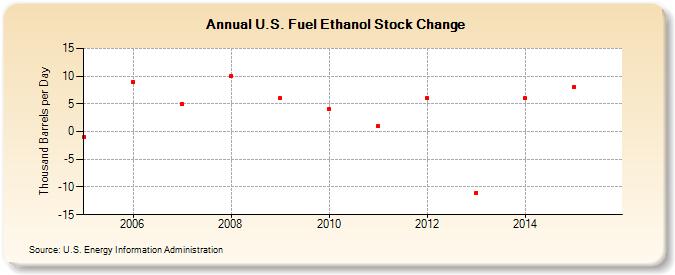 Annual U.S. Fuel Ethanol Stock Change
Thousand Barrels per Day
15
10
5
0
-5
-10
-15
2006 2008 2010 2012 2014
Source: U.S. Energy Information Administration